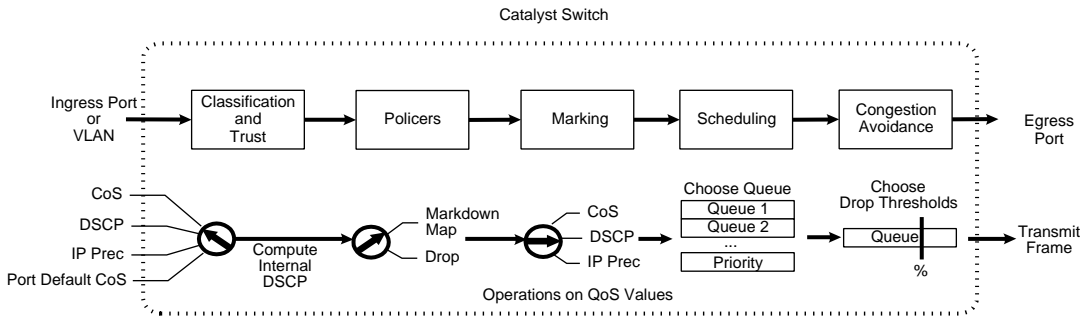 Catalyst Switch
Ingress Port
or
VLAN
Classification
and
Trust
Policers
Marking
Scheduling
Congestion
Avoidance
Egress
Port
CoS
DSCP
IP Prec
Port Default CoS
Compute
Internal
DSCP
Markdown
Map
Drop
CoS
DSCP
IP Prec
Choose Queue
Queue 1
Queue 2
...
Priority
Choose
Drop Thresholds
Queue
%
Transmit
Frame
Operations on QoS Values